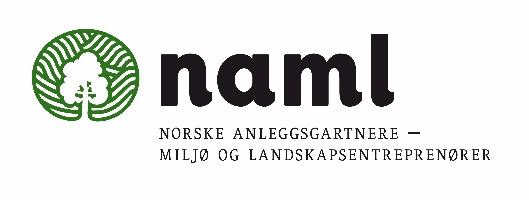 naml
NORSKE ANLEGGSGARTNERE —
MILJØ OG LANDSKAPSENTREPRENØRER